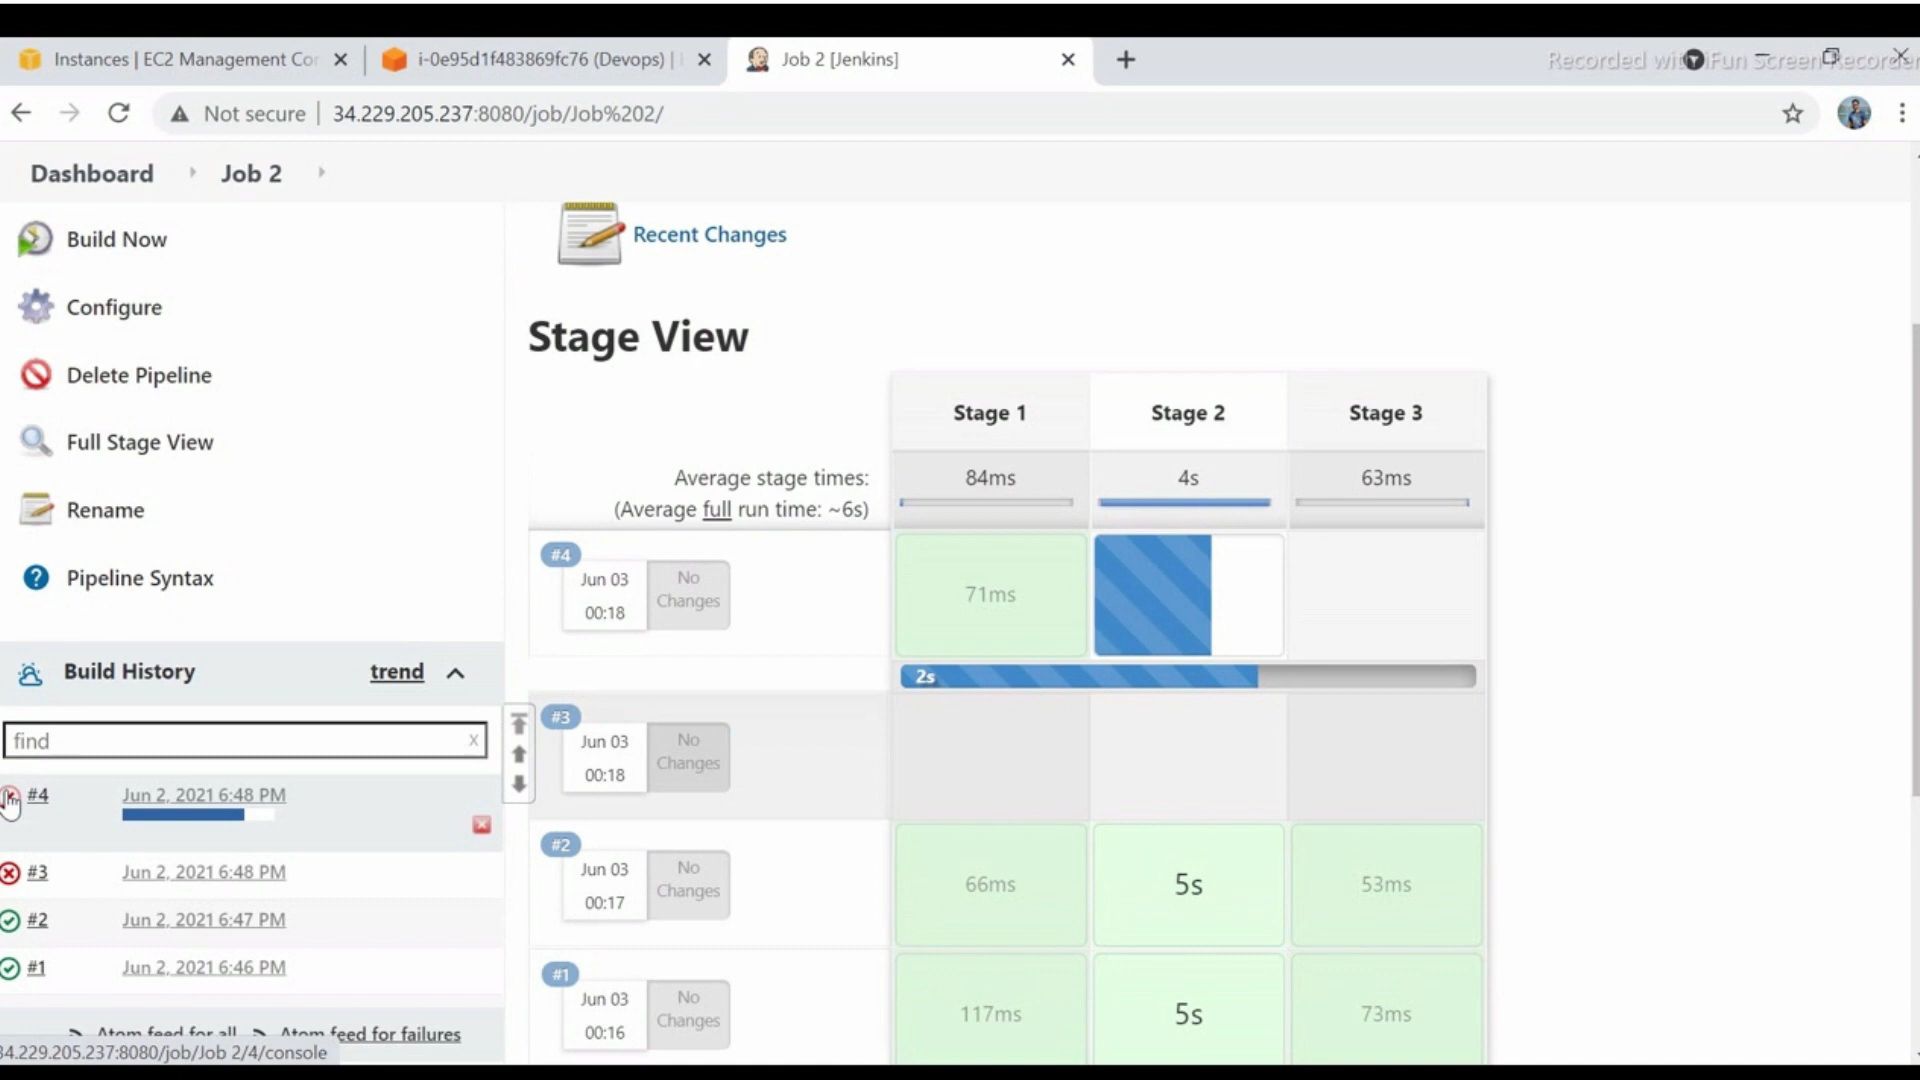 Instances | EC2 Management Con
i-0e95d1f483869fc76 (Devops) |
Job 2 [Jenkins]
Recorded with iFun Screen Recorder
Not secure
34.229.205.237:8080/job/Job%202/
Dashboard
Job 2
Build Now
Configure
Delete Pipeline
Full Stage View
Rename
Pipeline Syntax
Build History
trend
find
x
#4
Jun 2, 2021 6:48 PM
#3
Jun 2, 2021 6:48 PM
#2
Jun 2, 2021 6:47 PM
#1
Jun 2, 2021 6:46 PM
Atom feed for all
Atom feed for failures
34.229.205.237:8080/job/Job 2/4/console
Recent Changes
Stage View
Stage 1
Stage 2
Stage 3
Average stage times:
(Average full run time: ~6s)
84ms
4s
63ms
#4
Jun 03
00:18
No
Changes
71ms
2s
#3
Jun 03
00:18
No
Changes
#2
Jun 03
00:17
No
Changes
66ms
5s
53ms
#1
Jun 03
00:16
No
Changes
117ms
5s
73ms